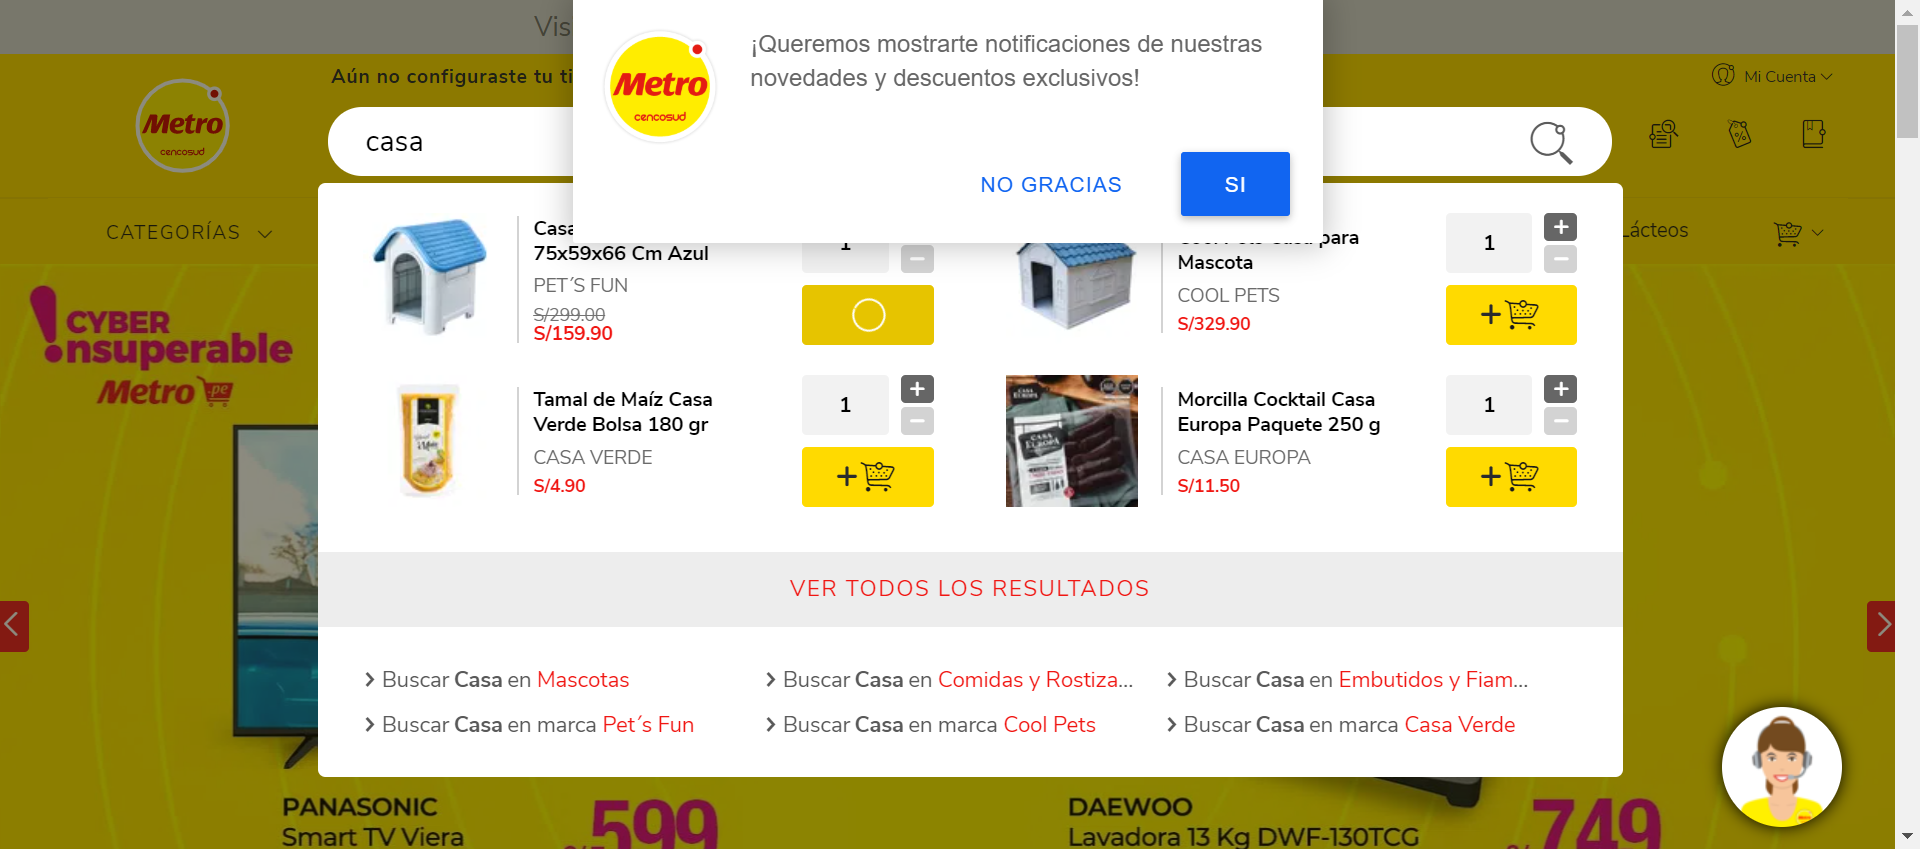 Vis
¡Queremos mostrarte notificaciones de nuestras
novedades y descuentos exclusivos!
Metro
cencosud
NO GRACIAS
SI
Metro
cencosud
Aún no configuraste tu ti
Mi Cuenta
casa
CATEGORÍAS
Lácteos
Casa
75x59x66 Cm Azul
PET´S FUN
S/299.00
S/159.90
1
Cool Pets Casa para
Mascota
COOL PETS
S/329.90
1
Tamal de Maíz Casa
Verde Bolsa 180 gr
CASA VERDE
S/4.90
1
Morcilla Cocktail Casa
Europa Paquete 250 g
CASA EUROPA
S/11.50
1
CASA
EUROPA
VER TODOS LOS RESULTADOS
Buscar Casa en Mascotas
Buscar Casa en Comidas y Rostiza...
Buscar Casa en Embutidos y Fiam...
Buscar Casa en marca Pet´s Fun
Buscar Casa en marca Cool Pets
Buscar Casa en marca Casa Verde
CYBER
!nsuperable
Metro pe
PANASONIC
Smart TV Viera
599
DAEWOO
Lavadora 13 Kg DWF-130TCG
749